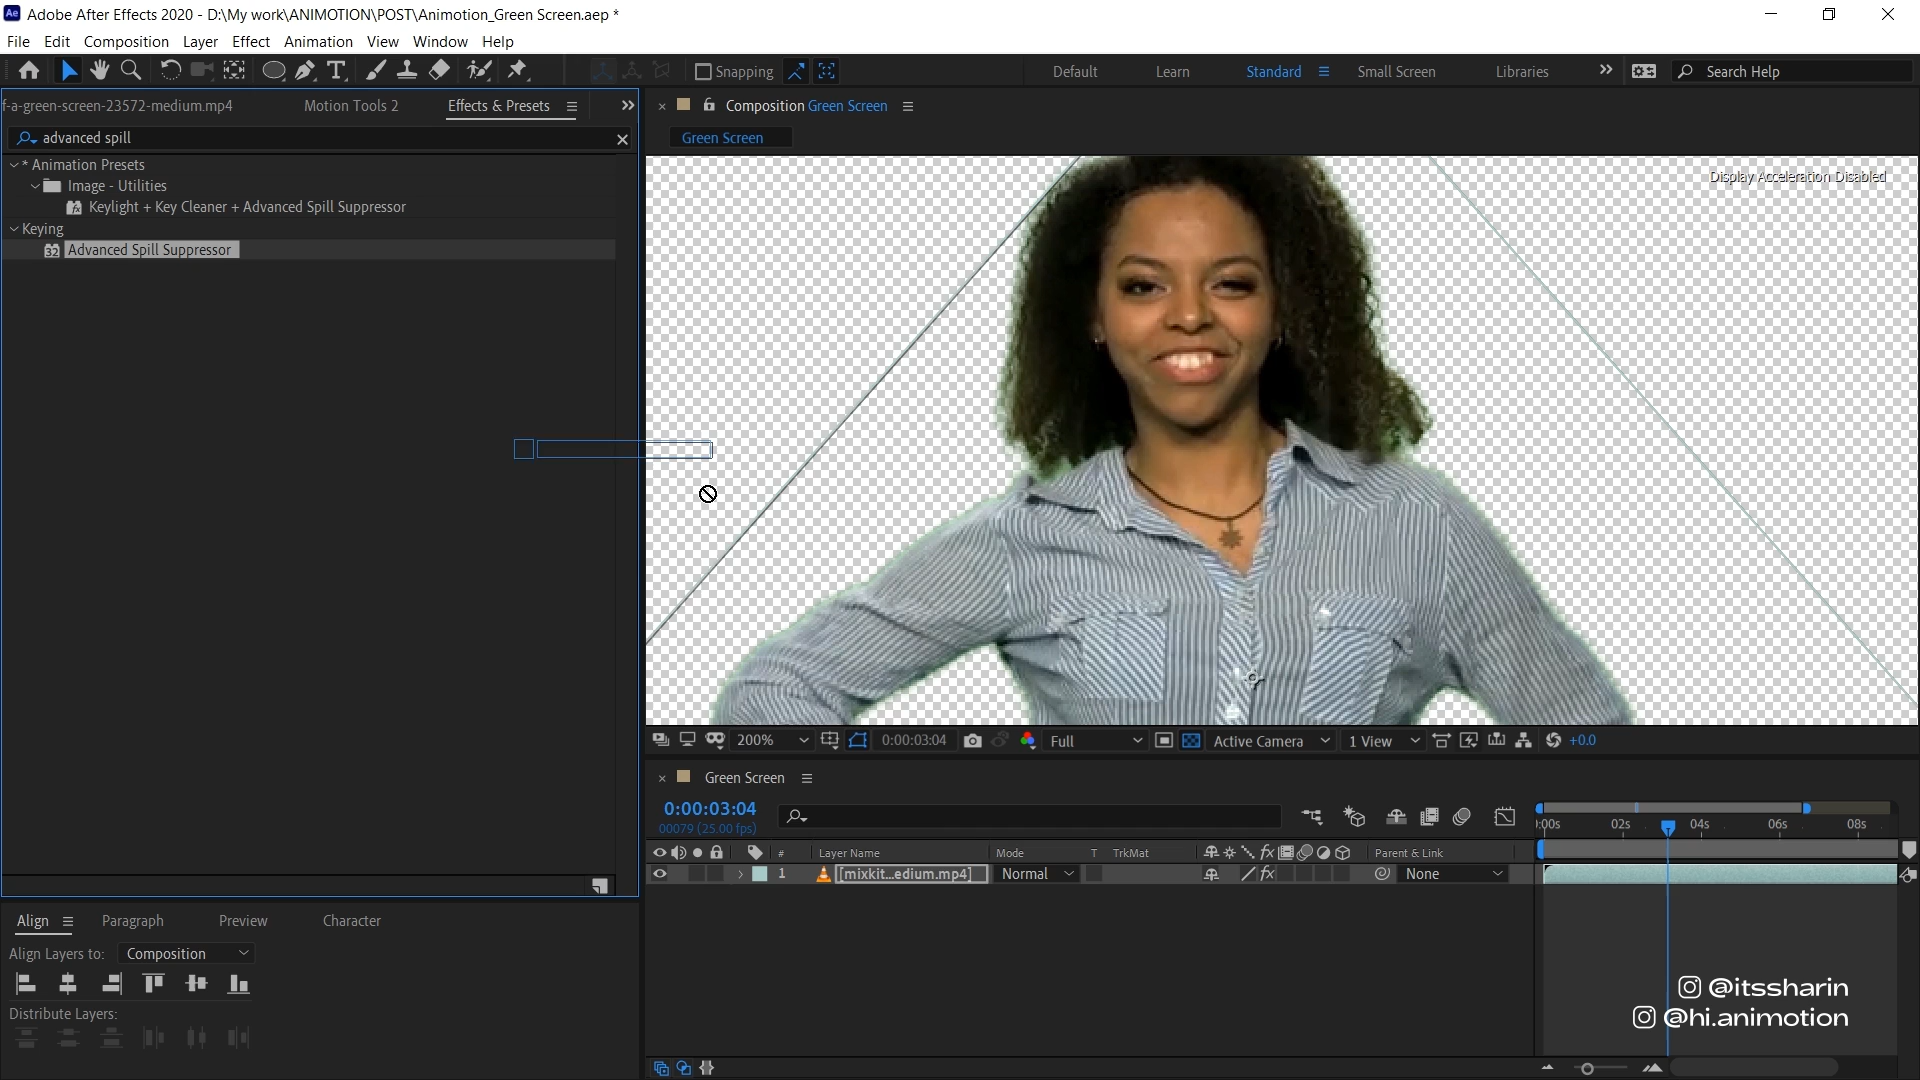 Adobe After Effects 2020 - D:\My work\ANIMOTION\POST\Animotion_Green Screen.aep *
File Edit Composition Layer Effect Animation View Window Help
Snapping Default Learn Standard Small Screen Libraries Search Help
f-a-green-screen-23572-medium.mp4 Motion Tools 2 Effects & Presets
Composition Green Screen
advanced spill
Green Screen
* Animation Presets
Display Acceleration Disabled
Image - Utilities
Keylight + Key Cleaner + Advanced Spill Suppressor
Keying
32 Advanced Spill Suppressor
200% 0:00:03:04 Full Active Camera 1 View +0.0
Green Screen
0:00:03:04
00079 (25.00 fps)
):00s 02s 04s 06s 08s
# Layer Name Mode T TrkMat fx Parent & Link
1 [mixkit...edium.mp4] Normal fx None
Align Paragraph Preview Character
Align Layers to: Composition
Distribute Layers:
@itssharin
@hi.animotion